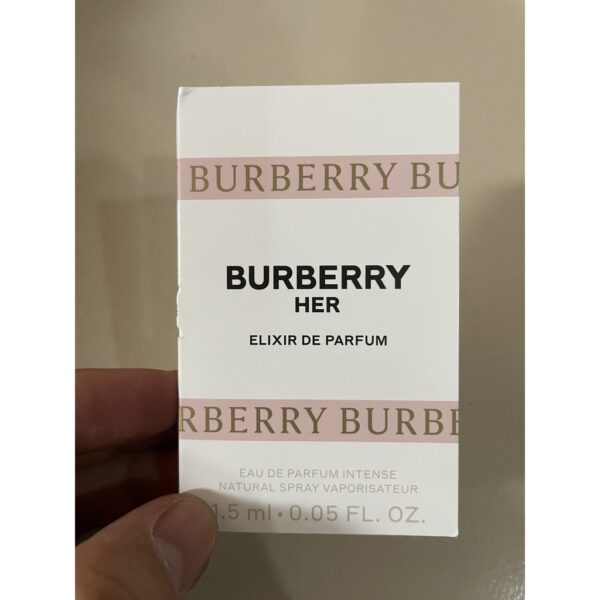 BURBERRY BU
BURBERRY
HER
ELIXIR DE PARFUM
RBERRY BURBE
EAU DE PARFUM INTENSE
NATURAL SPRAY VAPORISATEUR
1.5 ml • 0.05 FL. OZ.